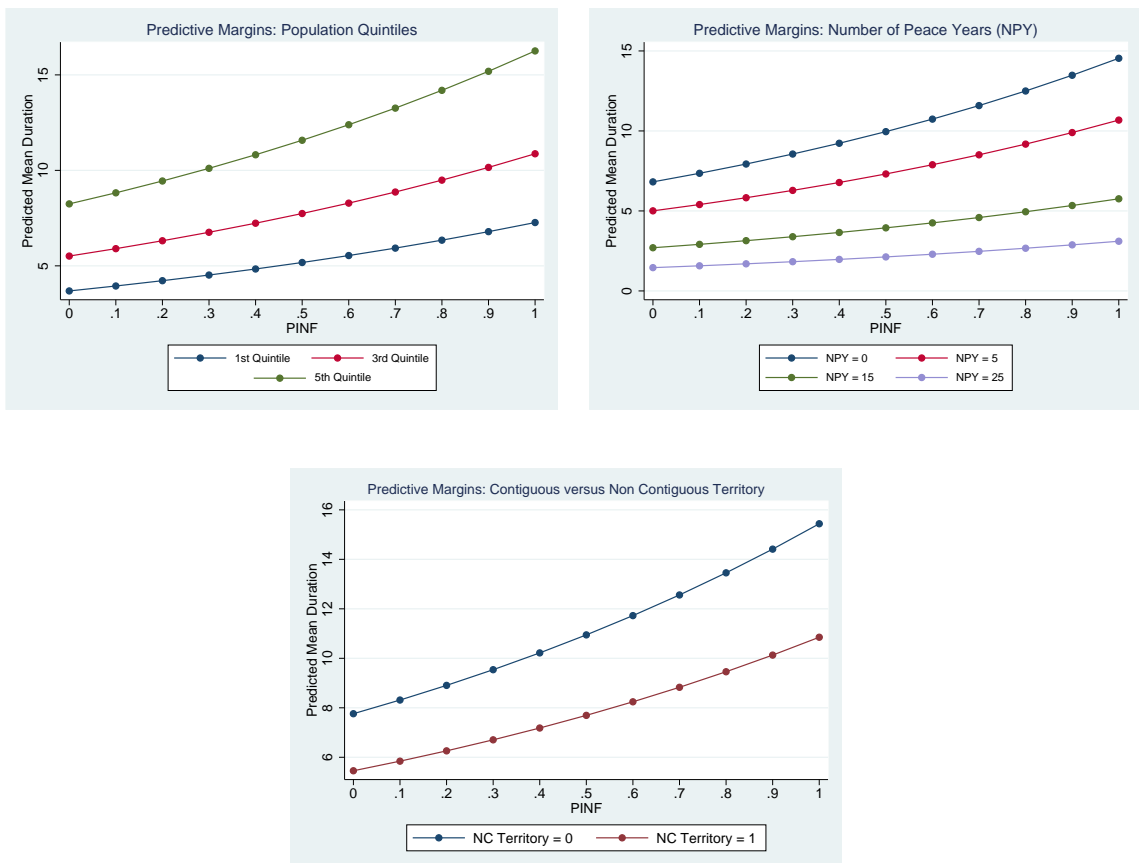 Predictive Margins: Population Quintiles
Predicted Mean Duration
15
10
5
0 .1 .2 .3 .4 .5 .6 .7 .8 .9 1
PINF
1st Quintile 3rd Quintile
5th Quintile
Predictive Margins: Number of Peace Years (NPY)
Predicted Mean Duration
15
10
5
0
0 .1 .2 .3 .4 .5 .6 .7 .8 .9 1
PINF
NPY = 0 NPY = 5
NPY = 15 NPY = 25
Predictive Margins: Contiguous versus Non Contiguous Territory
Predicted Mean Duration
16
14
12
10
8
6
0 .1 .2 .3 .4 .5 .6 .7 .8 .9 1
PINF
NC Territory = 0 NC Territory = 1